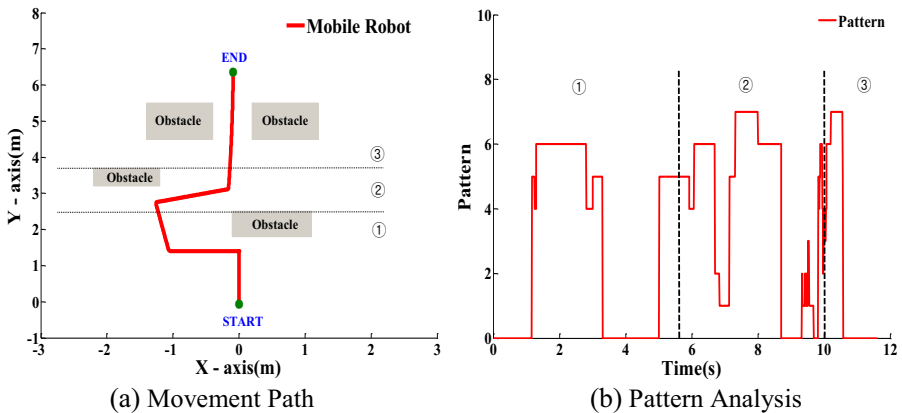 Mobile Robot
END
Obstacle
Obstacle
③
Obstacle
②
Obstacle
①
START
8
7
6
5
4
3
2
1
0
-1
Y - axis(m)
-3
-2
-1
0
1
2
3
X - axis(m)
(a) Movement Path
Pattern
①
②
③
10
8
6
4
2
0
Pattern
0
2
4
6
8
10
12
Time(s)
(b) Pattern Analysis